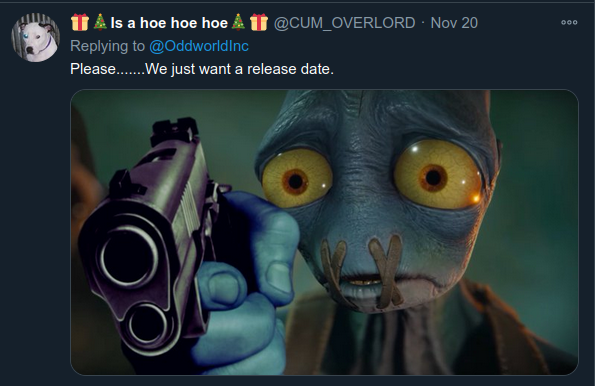 🎁🎄Is a hoe hoe hoe🎄🎁 @CUM_OVERLORD · Nov 20
Replying to @OddworldInc
Please.......We just want a release date.